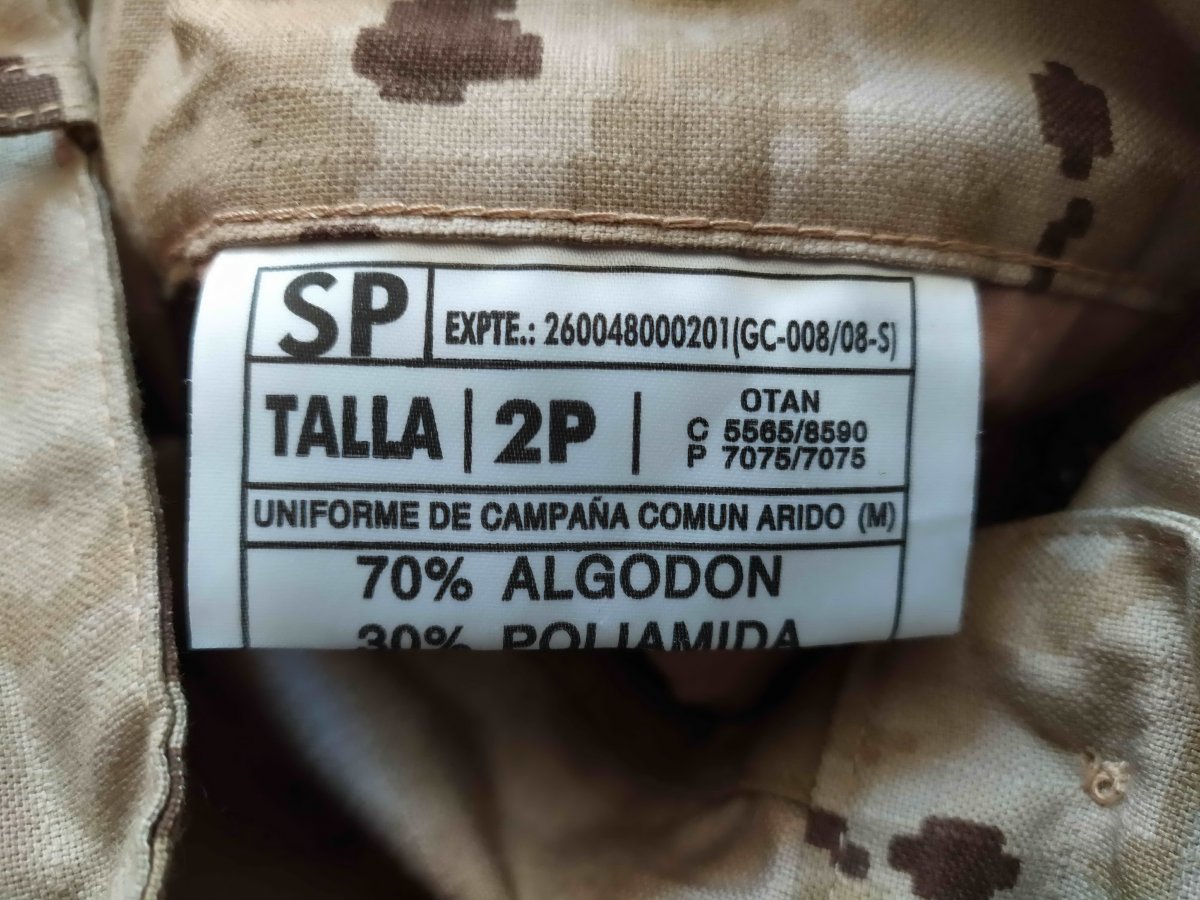 SP
EXPTE.: 260048000201(GC-008/08-S)
TALLA | 2P |
OTAN
C 5565/8590
P 7075/7075
UNIFORME DE CAMPAÑA COMUN ARIDO (M)
70% ALGODON
30% POLIAMIDA